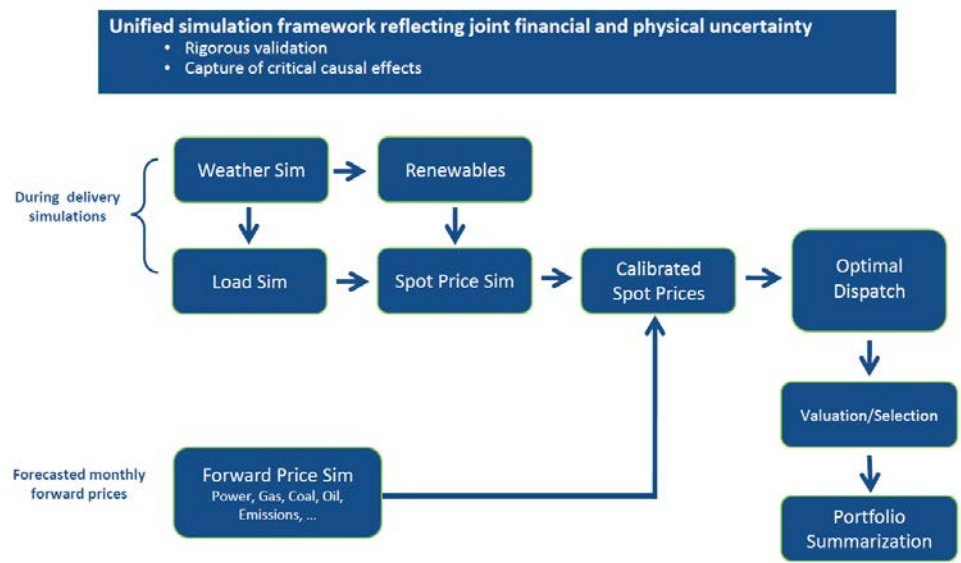 Unified simulation framework reflecting joint financial and physical uncertainty
• Rigorous validation
• Capture of critical causal effects
During delivery
simulations
Weather Sim
Renewables
Load Sim
Spot Price Sim
Calibrated
Spot Prices
Optimal
Dispatch
Valuation/Selection
Forecasted monthly
forward prices
Forward Price Sim
Power, Gas, Coal, Oil,
Emissions, ...
Portfolio
Summarization